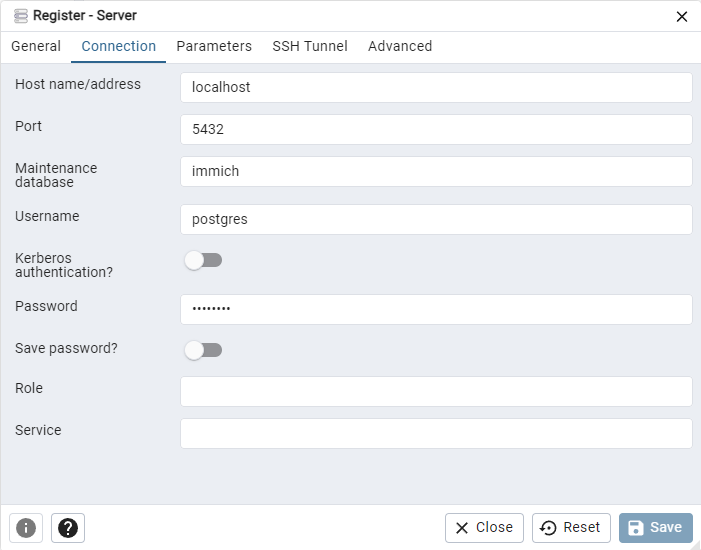 Register - Server
General Connection Parameters SSH Tunnel Advanced
Host name/address localhost
Port 5432
Maintenance
database immich
Username postgres
Kerberos
authentication?
Password ••••••••
Save password?
Role
Service
Close Reset Save